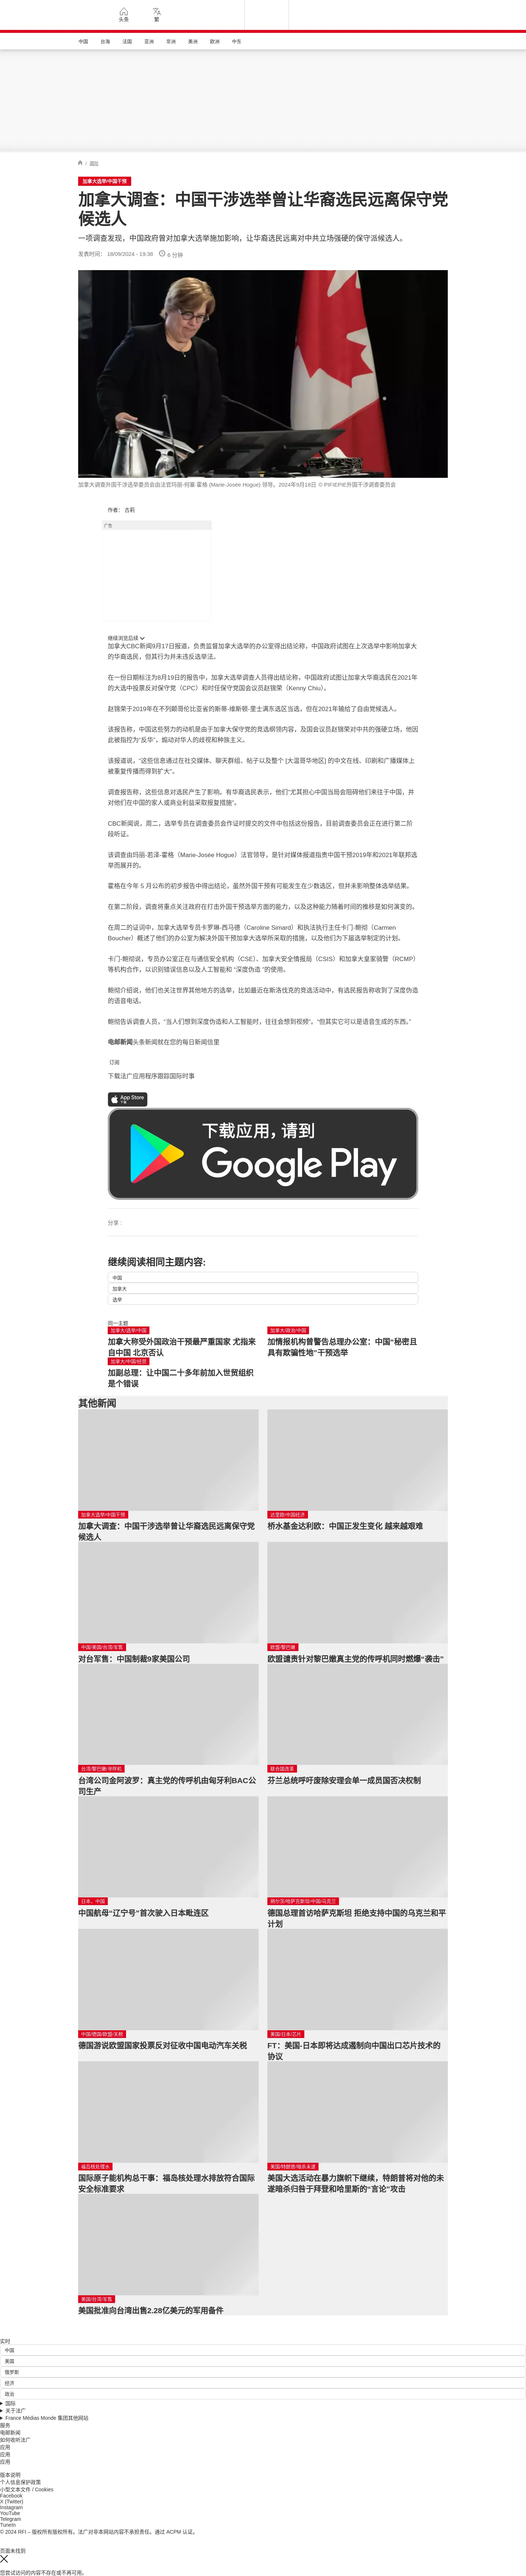 头条
繁
中国
台海
法国
亚洲
非洲
美洲
欧洲
中东
/ 国际
加拿大选举/中国干预
加拿大调查：中国干涉选举曾让华裔选民远离保守党候选人
一项调查发现，中国政府曾对加拿大选举施加影响，让华裔选民远离对中共立场强硬的保守派候选人。
发表时间： 18/09/2024 - 19:38
6 分钟
加拿大调查外国干涉选举委员会由法官玛丽-何塞·霍格 (Marie-Josée Hogue) 领导。2024年9月18日 © PIFIEPIE外国干涉调查委员会
作者： 古莉
广告
继续浏览后续
加拿大CBC新闻9月17日报道，负责监督加拿大选举的办公室得出结论称，中国政府试图在上次选举中影响加拿大的华裔选民，但其行为并未违反选举法。
在一份日期标注为8月19日的报告中，加拿大选举调查人员得出结论称，中国政府试图让加拿大华裔选民在2021年的大选中投票反对保守党（CPC）和时任保守党国会议员赵锦荣（Kenny Chiu）。
赵锦荣于2019年在不列颠哥伦比亚省的斯蒂-维斯顿-里士满东选区当选，但在2021年输给了自由党候选人。
该报告称，中国这些努力的动机是由于加拿大保守党的竞选纲领内容，及国会议员赵锦荣对中共的强硬立场，他因此被指控为“反华”，煽动对华人的歧视和种族主义。
该报道说，“这些信息通过在社交媒体、聊天群组、帖子以及整个 [大温哥华地区] 的中文在线、印刷和广播媒体上被重复传播而得到扩大”。
调查报告称，这些信息对选民产生了影响。有华裔选民表示，他们“尤其担心中国当局会阻碍他们来往于中国，并对他们在中国的家人或商业利益采取报复措施”。
CBC新闻说，周二，选举专员在调查委员会作证时提交的文件中包括这份报告，目前调查委员会正在进行第二阶段听证。
该调查由玛丽-若泽-霍格（Marie-Josée Hogue）法官领导，是针对媒体报道指责中国干预2019年和2021年联邦选举而展开的。
霍格在今年 5 月公布的初步报告中得出结论，虽然外国干预有可能发生在少数选区，但并未影响整体选举结果。
在第二阶段，调查将重点关注政府在打击外国干预选举方面的能力，以及这种能力随着时间的推移是如何演变的。
在周二的证词中，加拿大选举专员卡罗琳-西马德（Caroline Simard）和执法执行主任卡门-鲍彻（Carmen Boucher）概述了他们的办公室为解决外国干预加拿大选举所采取的措施，以及他们为下届选举制定的计划。
卡门-鲍彻说，专员办公室正在与通信安全机构（CSE）、加拿大安全情报局（CSIS）和加拿大皇家骑警（RCMP）等机构合作，以识别错误信息以及人工智能和 “深度伪造 ”的使用。
鲍彻介绍说，他们也关注世界其他地方的选举，比如最近在斯洛伐克的竞选活动中，有选民报告称收到了深度伪造的语音电话。
鲍彻告诉调查人员，“当人们想到深度伪造和人工智能时，往往会想到视频”，“但其实它可以是语音生成的东西。”
电邮新闻头条新闻就在您的每日新闻信里
订阅
下载法广应用程序跟踪国际时事
App Store
下载
下载应用，请到
Google Play
分享 :
继续阅读相同主题内容:
中国
加拿大
选举
同一主题
加拿大/选举/中国
加拿大称受外国政治干预最严重国家 尤指来自中国 北京否认
加拿大/政治/中国
加情报机构曾警告总理办公室：中国“秘密且具有欺骗性地”干预选举
加拿大/中国/经贸
加副总理：让中国二十多年前加入世贸组织是个错误
其他新闻
加拿大选举/中国干预
加拿大调查：中国干涉选举曾让华裔选民远离保守党候选人
达里欧/中国经济
桥水基金达利欧：中国正发生变化 越来越艰难
中国/美国/台湾/军售
对台军售：中国制裁9家美国公司
欧盟/黎巴嫩
欧盟谴责针对黎巴嫩真主党的传呼机同时燃爆“袭击”
台湾/黎巴嫩/传呼机
台湾公司金阿波罗：真主党的传呼机由匈牙利BAC公司生产
联合国改革
芬兰总统呼吁废除安理会单一成员国否决权制
日本、中国
中国航母“辽宁号”首次驶入日本毗连区
朔尔茨/哈萨克斯坦/中国/乌克兰
德国总理首访哈萨克斯坦 拒绝支持中国的乌克兰和平计划
中国/德国/欧盟/关税
德国游说欧盟国家投票反对征收中国电动汽车关税
美国/日本/芯片
FT：美国-日本即将达成遏制向中国出口芯片技术的协议
福岛核处理水
国际原子能机构总干事：福岛核处理水排放符合国际安全标准要求
美国/特朗普/暗杀未遂
美国大选活动在暴力旗帜下继续，特朗普将对他的未遂暗杀归咎于拜登和哈里斯的“言论”攻击
美国/台湾/军售
美国批准向台湾出售2.28亿美元的军用备件
实时
中国
美国
俄罗斯
经济
政治
国际
关于法广
France Médias Monde 集团其他网站
服务
电邮新闻
如何收听法广
应用
应用
应用
版本说明
个人信息保护政策
小型文本文件 / Cookies
Facebook
X (Twitter)
Instagram
YouTube
Telegram
TuneIn
© 2024 RFI – 版权所有版权所有。法广对非本网站内容不承担责任。通过 ACPM 认证。
页面未找到
您尝试访问的内容不存在或不再可用。